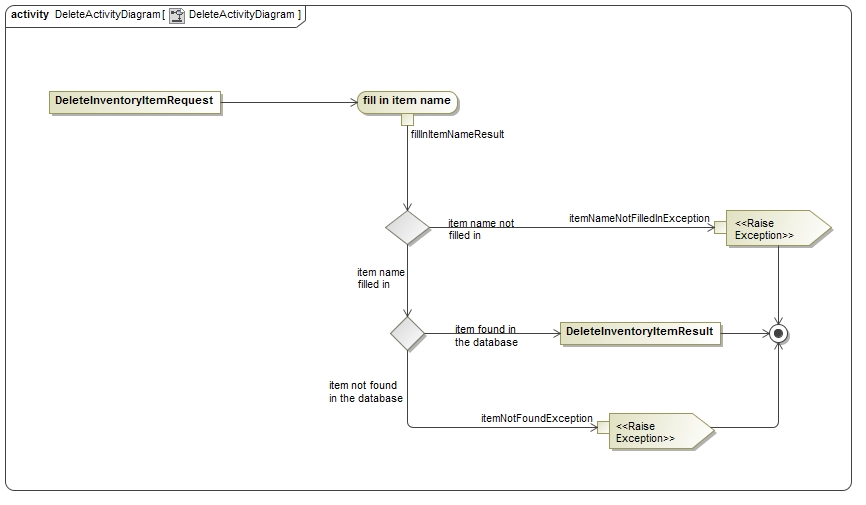 activity DeleteActivityDiagram [ DeleteActivityDiagram ]
DeleteInventoryItemRequest
fill in item name
fillInItemNameResult
item name not
filled in
itemNameNotFilledInException
<<Raise
Exception>>
item name
filled in
item found in
the database
DeleteInventoryItemResult
item not found
in the database
itemNotFoundException
<<Raise
Exception>>